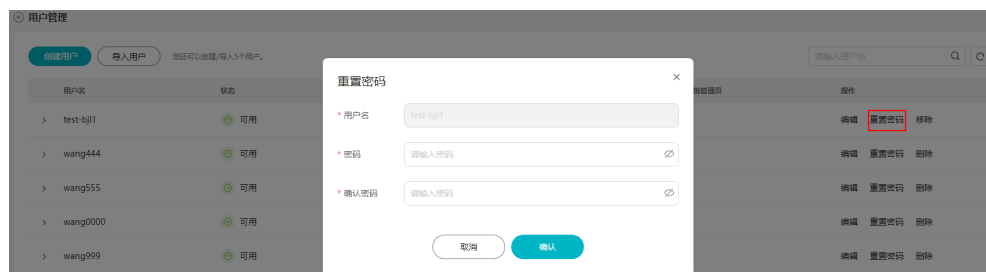 用户管理
创建用户 导入用户 您还可以创建/导入5个用户。 请输入用户名
重置密码 ×
用户名 状态 统管理员 操作
> test-bjl1 可用 * 用户名 test-bjl1 编辑 重置密码 移除
> wang444 可用 * 密码 请输入密码 编辑 重置密码 删除
> wang555 可用 * 确认密码 请输入密码 编辑 重置密码 删除
> wang0000 可用 编辑 重置密码 删除
取消 确认
> wang999 可用 编辑 重置密码 删除